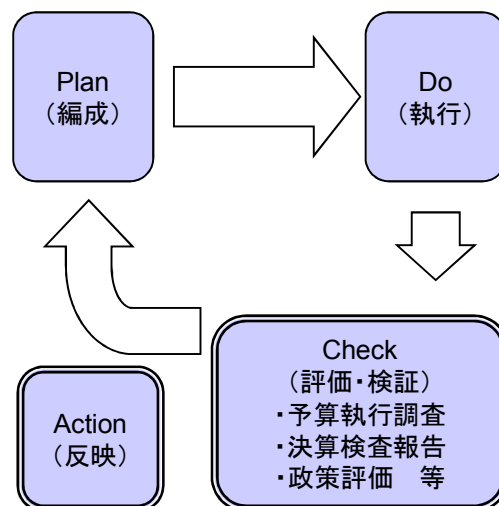 Plan
（編成）
Do
（執行）
Check
（評価・検証）
・予算執行調査
・決算検査報告
・政策評価　等
Action
（反映）